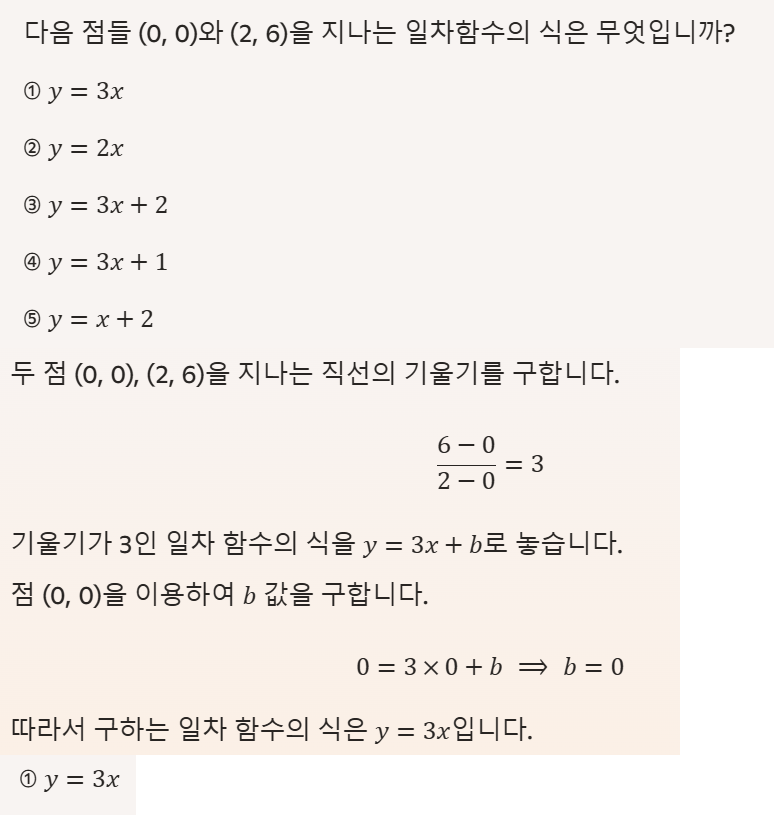 다음 점들 (0, 0)와 (2, 6)을 지나는 일차함수의 식은 무엇입니까?
① y = 3x
② y = 2x
③ y = 3x + 2
④ y = 3x + 1
⑤ y = x + 2
두 점 (0, 0), (2, 6)을 지나는 직선의 기울기를 구합니다.
\frac{6 − 0}{2 − 0} = 3
기울기가 3인 일차 함수의 식을 y = 3x + b로 놓습니다.
점 (0, 0)을 이용하여 b 값을 구합니다.
0 = 3 × 0 + b ⟹ b = 0
따라서 구하는 일차 함수의 식은 y = 3x입니다.
① y = 3x